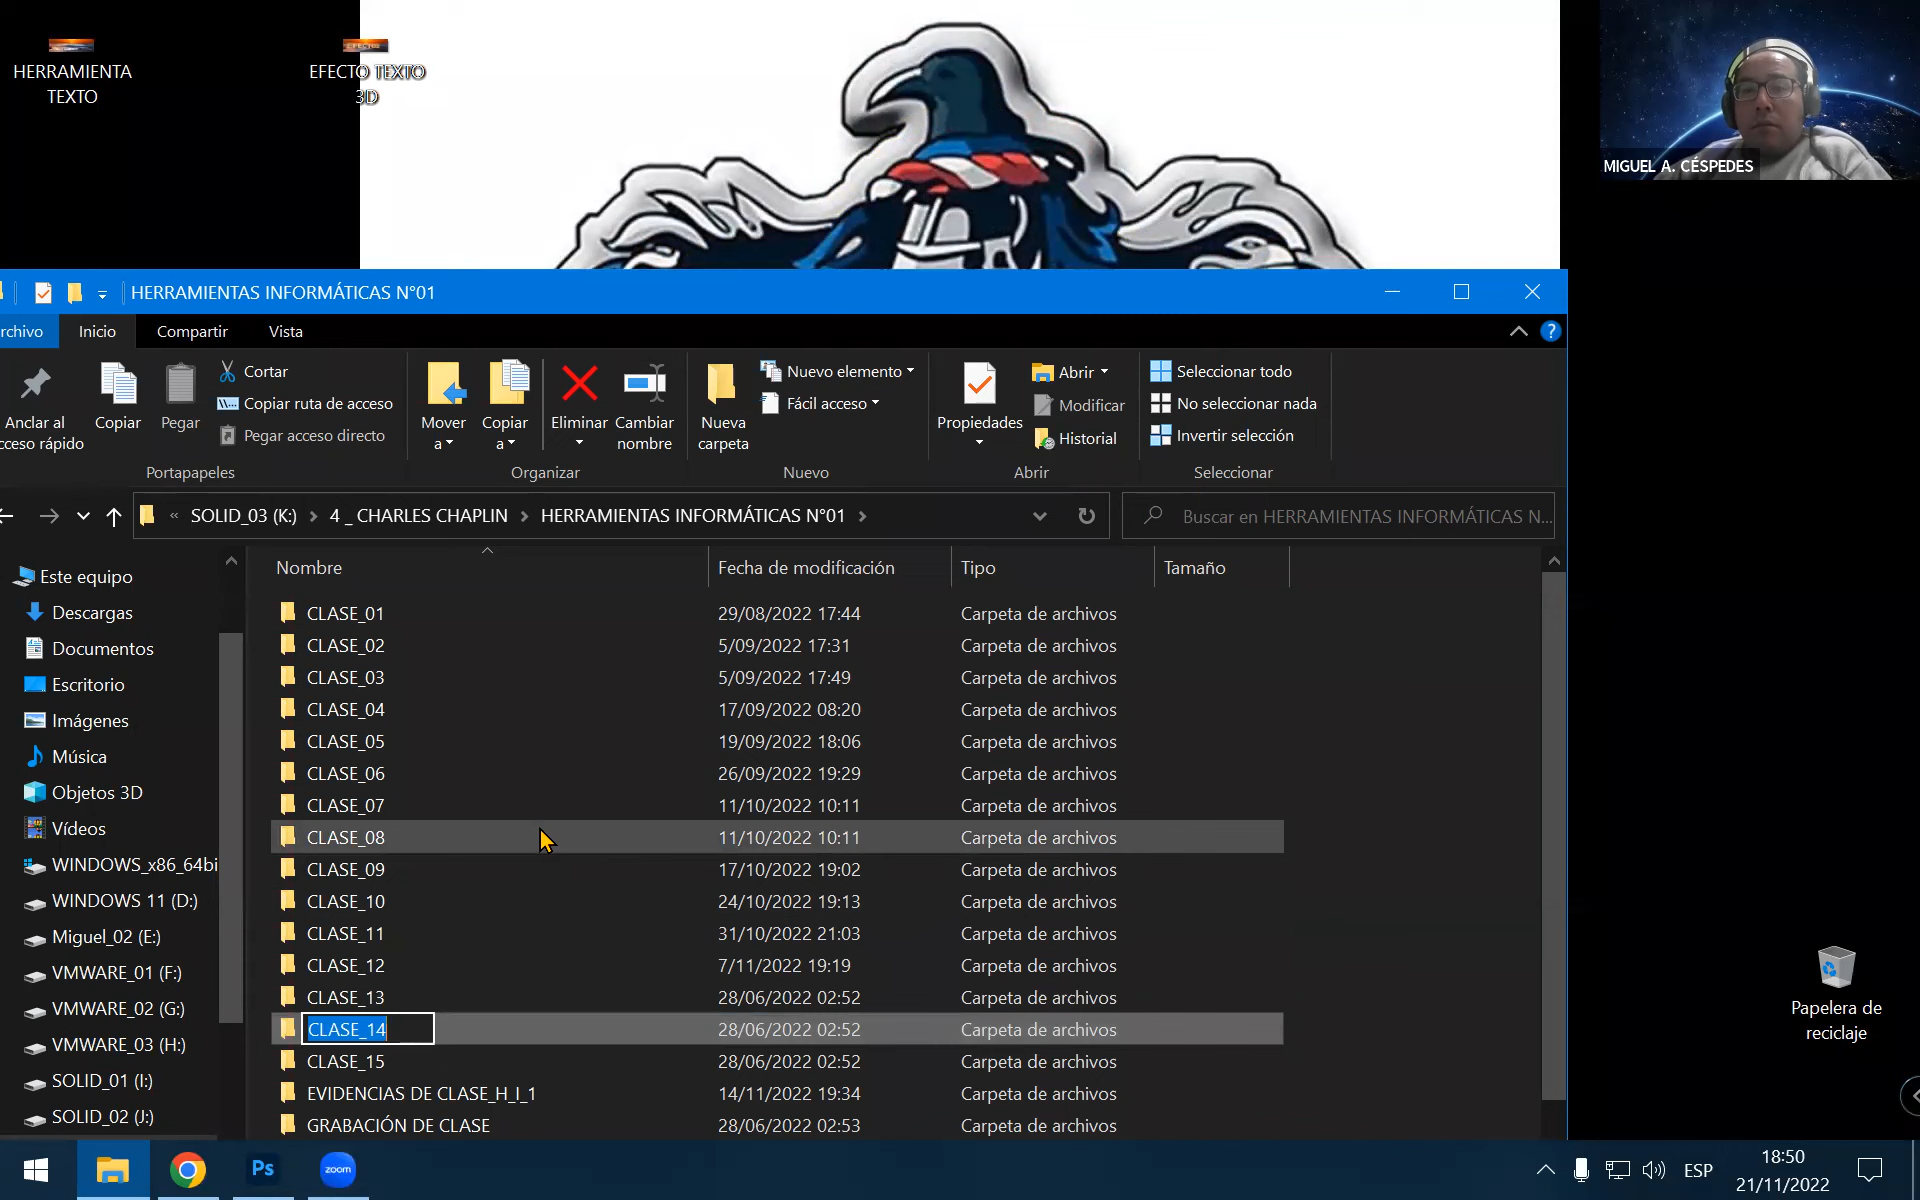 HERRAMIENTA
TEXTO
EFECTO TEXTO
3D
MIGUEL A. CÉSPEDES
HERRAMIENTAS INFORMÁTICAS N°01
rchivo
Inicio
Compartir
Vista
Anclar al
cceso rápido
Copiar
Pegar
Cortar
Copiar ruta de acceso
Pegar acceso directo
Portapapeles
Mover
a
Copiar
a
Eliminar
Cambiar
nombre
Organizar
Nueva
carpeta
Nuevo elemento
Fácil acceso
Nuevo
Propiedades
Abrir
Modificar
Historial
Abrir
Seleccionar todo
No seleccionar nada
Invertir selección
Seleccionar
« SOLID_03 (K:) > 4 _ CHARLES CHAPLIN > HERRAMIENTAS INFORMÁTICAS N°01 >
Buscar en HERRAMIENTAS INFORMÁTICAS N...
Este equipo
Descargas
Documentos
Escritorio
Imágenes
Música
Objetos 3D
Vídeos
WINDOWS_x86_64bi
WINDOWS 11 (D:)
Miguel_02 (E:)
VMWARE_01 (F:)
VMWARE_02 (G:)
VMWARE_03 (H:)
SOLID_01 (I:)
SOLID_02 (J:)
Nombre Fecha de modificación Tipo Tamaño
CLASE_01 29/08/2022 17:44 Carpeta de archivos
CLASE_02 5/09/2022 17:31 Carpeta de archivos
CLASE_03 5/09/2022 17:49 Carpeta de archivos
CLASE_04 17/09/2022 08:20 Carpeta de archivos
CLASE_05 19/09/2022 18:06 Carpeta de archivos
CLASE_06 26/09/2022 19:29 Carpeta de archivos
CLASE_07 11/10/2022 10:11 Carpeta de archivos
CLASE_08 11/10/2022 10:11 Carpeta de archivos
CLASE_09 17/10/2022 19:02 Carpeta de archivos
CLASE_10 24/10/2022 19:13 Carpeta de archivos
CLASE_11 31/10/2022 21:03 Carpeta de archivos
CLASE_12 7/11/2022 19:19 Carpeta de archivos
CLASE_13 28/06/2022 02:52 Carpeta de archivos
CLASE_14 28/06/2022 02:52 Carpeta de archivos
CLASE_15 28/06/2022 02:52 Carpeta de archivos
EVIDENCIAS DE CLASE_H_I_1 14/11/2022 19:34 Carpeta de archivos
GRABACIÓN DE CLASE 28/06/2022 02:53 Carpeta de archivos
Papelera de
reciclaje
Ps
zoom
ESP
18:50
21/11/2022